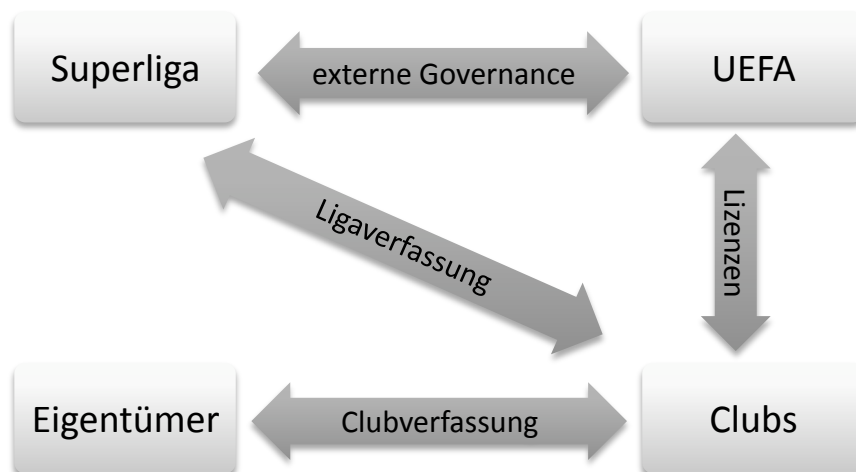 Superliga
externe Governance
UEFA
Ligaverfassung
Lizenzen
Eigentümer
Clubverfassung
Clubs